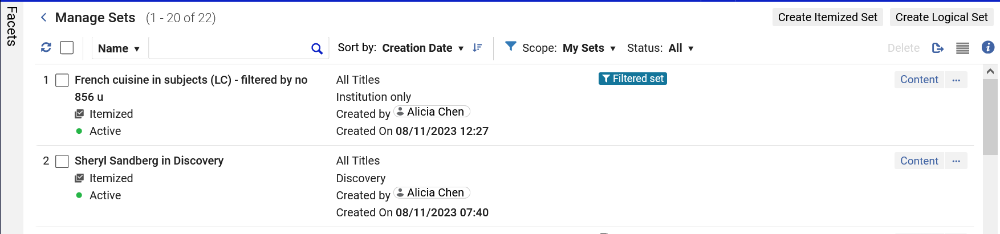 Facets
Manage Sets (1 - 20 of 22) Create Itemized Set Create Logical Set
Name Sort by: Creation Date Scope: My Sets Status: All Delete
1 French cuisine in subjects (LC) - filtered by no 856 u
Itemized
Active
All Titles
Institution only
Created by Alicia Chen
Created On 08/11/2023 12:27
Filtered set
Content
2 Sheryl Sandberg in Discovery
Itemized
Active
All Titles
Discovery
Created by Alicia Chen
Created On 08/11/2023 07:40
Content